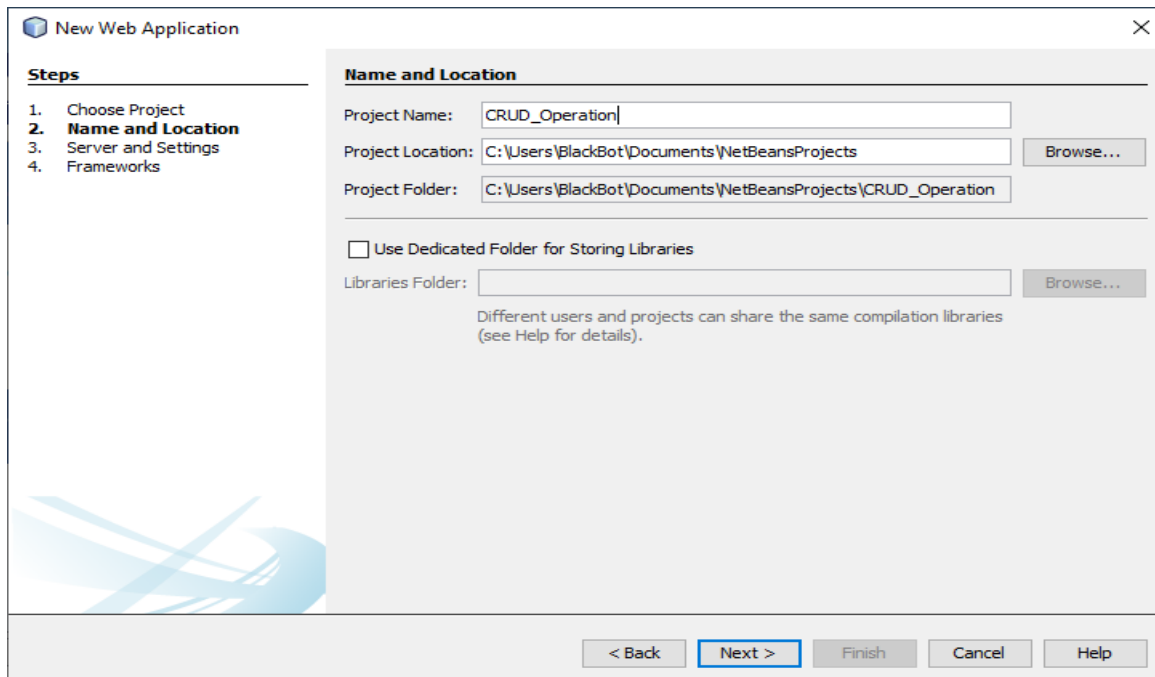 New Web Application
Steps
1. Choose Project
2. Name and Location
3. Server and Settings
4. Frameworks
Name and Location
Project Name: CRUD_Operation
Project Location: C:\Users\BlackBot\Documents\NetBeansProjects Browse...
Project Folder: C:\Users\BlackBot\Documents\NetBeansProjects\CRUD_Operation
Use Dedicated Folder for Storing Libraries
Libraries Folder: Browse...
Different users and projects can share the same compilation libraries
(see Help for details).
< Back Next > Finish Cancel Help